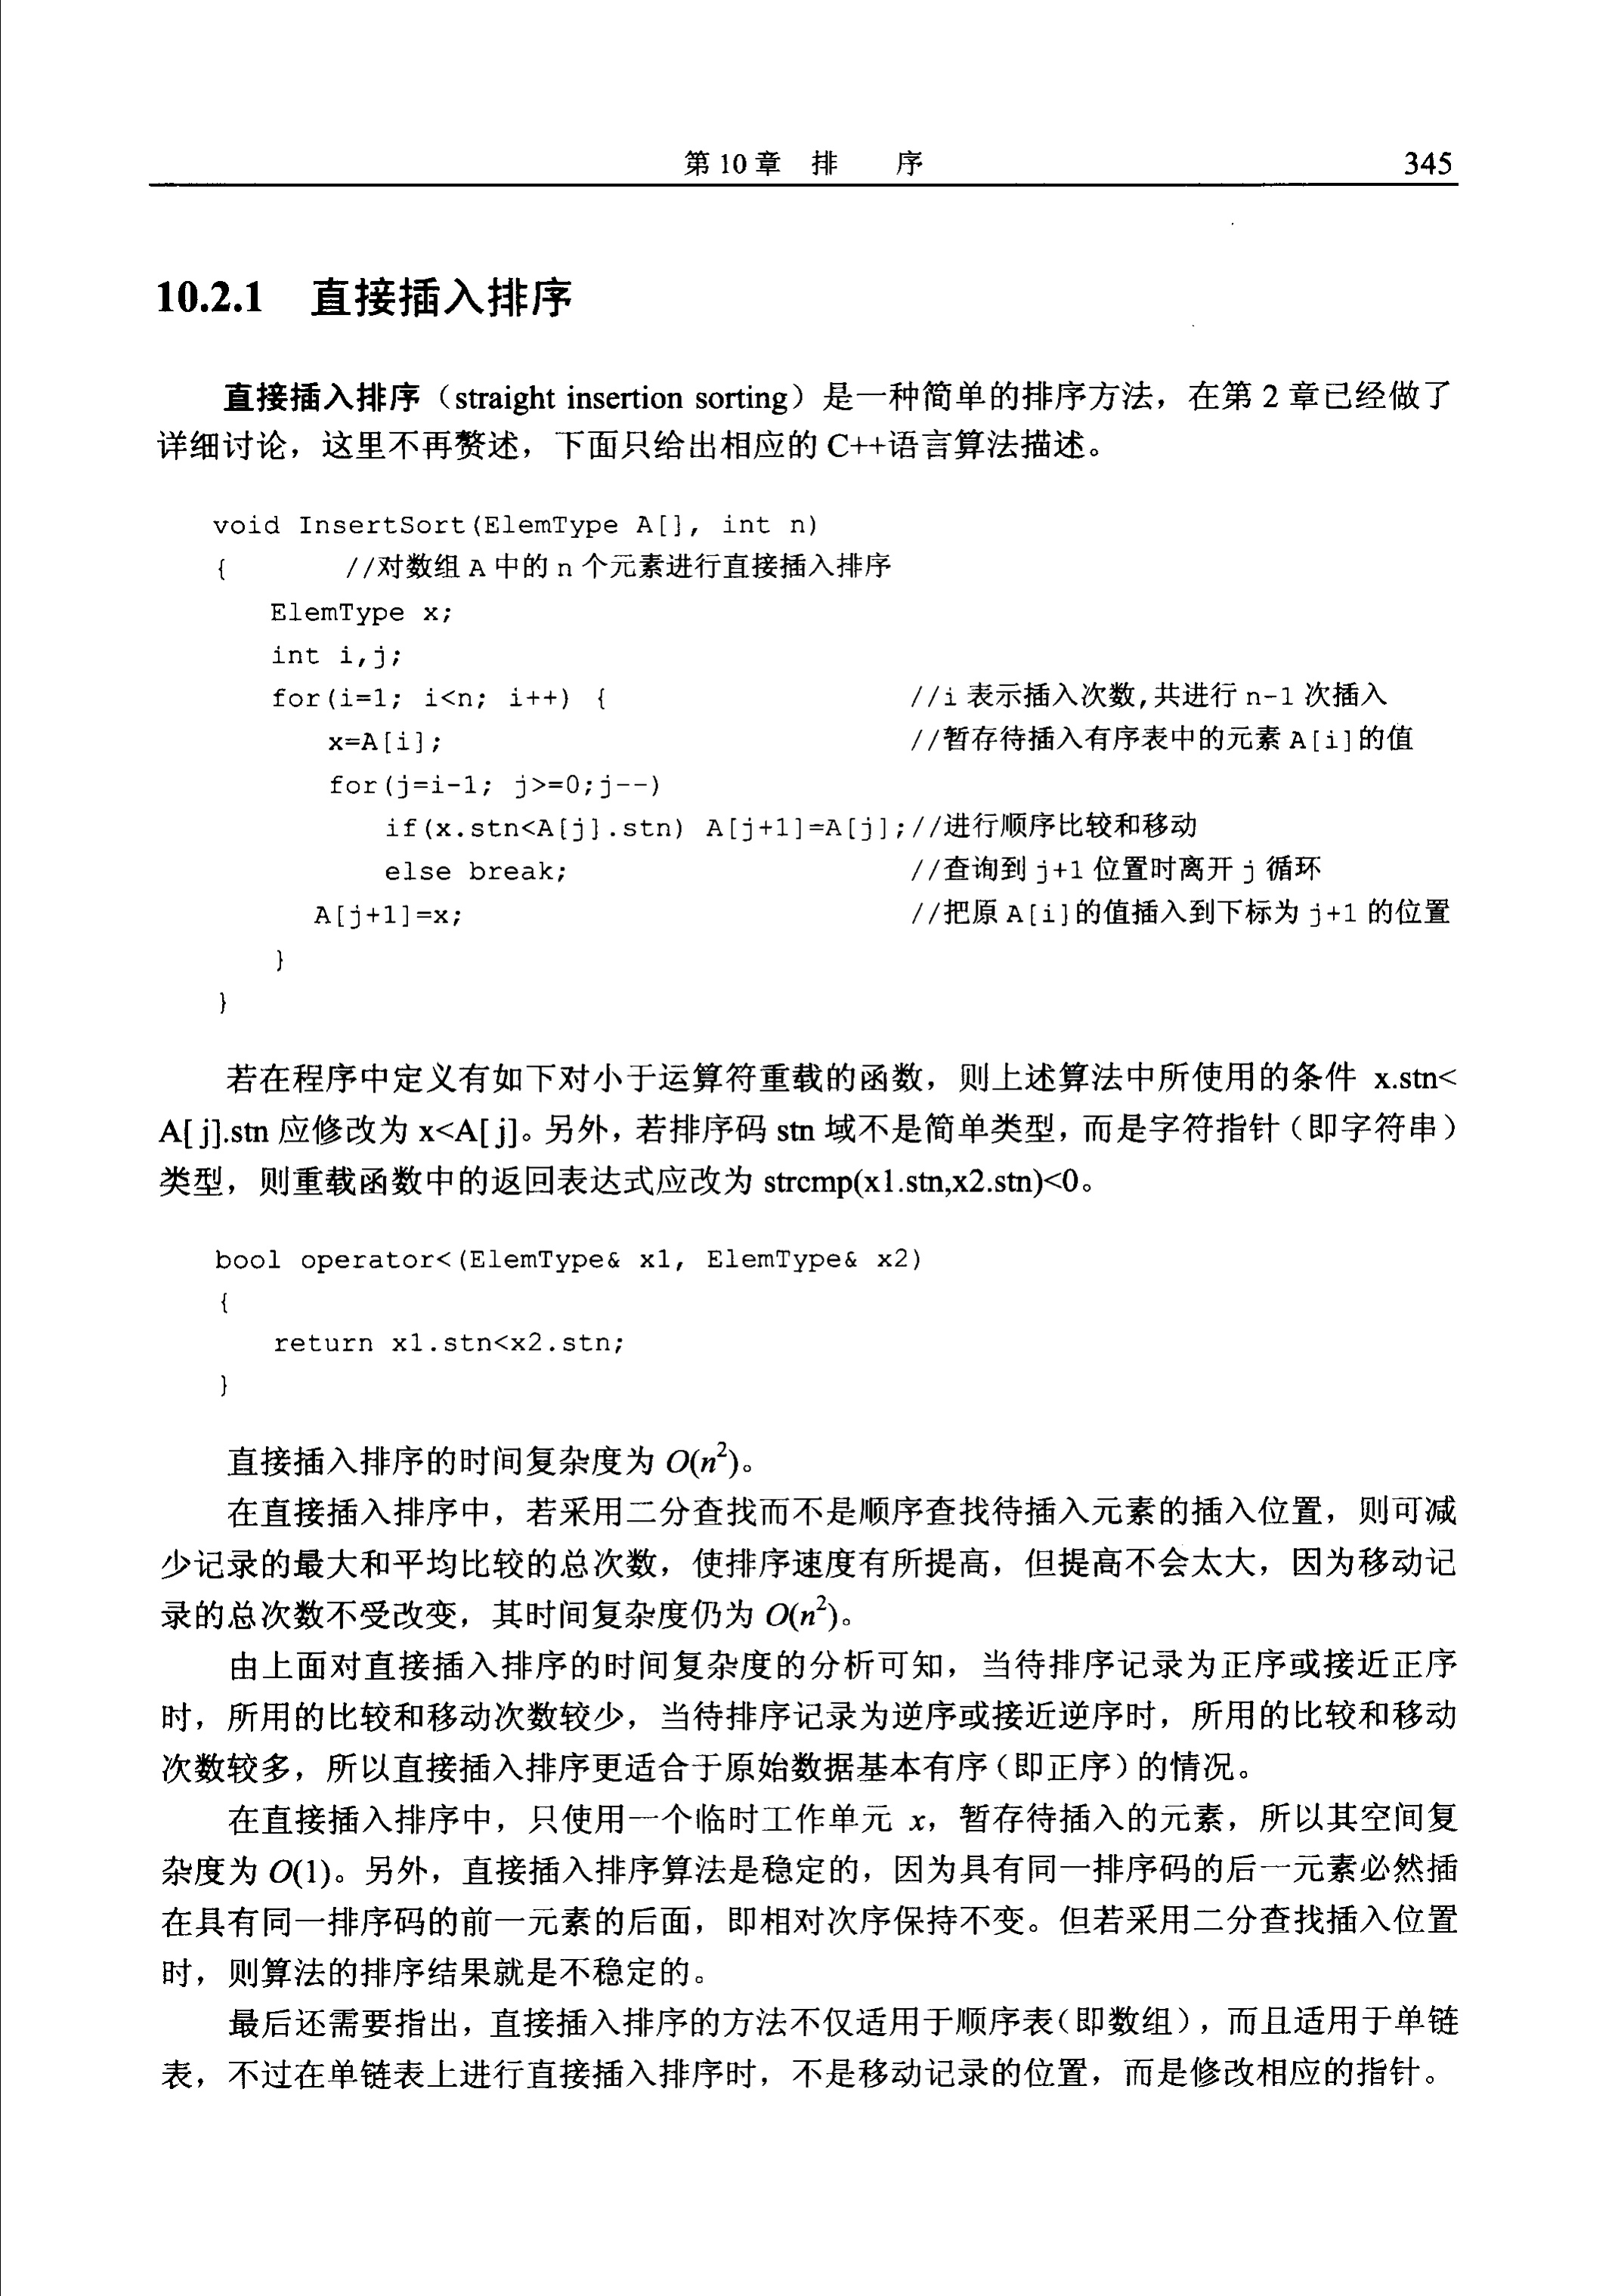 第 10 章 排 序 345
10.2.1 直接插入排序
直接插入排序（straight insertion sorting）是一种简单的排序方法，在第 2 章已经做了
详细讨论，这里不再赘述，下面只给出相应的 C++语言算法描述。
void InsertSort(ElemType A[], int n)
{ //对数组 A 中的 n 个元素进行直接插入排序
ElemType x;
int i,j;
for(i=1; i<n; i++) { //i 表示插入次数,共进行 n-1 次插入
x=A[i]; //暂存待插入有序表中的元素 A[i]的值
for(j=i-1; j>=0;j--)
if(x.stn<A[j].stn) A[j+1]=A[j];//进行顺序比较和移动
else break; //查询到 j+1 位置时离开 j 循环
A[j+1]=x; //把原 A[i]的值插入到下标为 j+1 的位置
}
}
若在程序中定义有如下对小于运算符重载的函数，则上述算法中所使用的条件 x.stn<
A[j].stn 应修改为 x<A[j]。另外，若排序码 stn 域不是简单类型，而是字符指针（即字符串）
类型，则重载函数中的返回表达式应改为 strcmp(x1.stn,x2.stn)<0。
bool operator<(ElemType& x1, ElemType& x2)
{
return x1.stn<x2.stn;
}
直接插入排序的时间复杂度为 O(n²)。
在直接插入排序中，若采用二分查找而不是顺序查找待插入元素的插入位置，则可减
少记录的最大和平均比较的总次数，使排序速度有所提高，但提高不会太大，因为移动记
录的总次数不受改变，其时间复杂度仍为 O(n²)。
由上面对直接插入排序的时间复杂度的分析可知，当待排序记录为正序或接近正序
时，所用的比较和移动次数较少，当待排序记录为逆序或接近逆序时，所用的比较和移动
次数较多，所以直接插入排序更适合于原始数据基本有序（即正序）的情况。
在直接插入排序中，只使用一个临时工作单元 x，暂存待插入的元素，所以其空间复
杂度为 O(1)。另外，直接插入排序算法是稳定的，因为具有同一排序码的后一元素必然插
在具有同一排序码的前一元素的后面，即相对次序保持不变。但若采用二分查找插入位置
时，则算法的排序结果就是不稳定的。
最后还需要指出，直接插入排序的方法不仅适用于顺序表（即数组），而且适用于单链
表，不过在单链表上进行直接插入排序时，不是移动记录的位置，而是修改相应的指针。